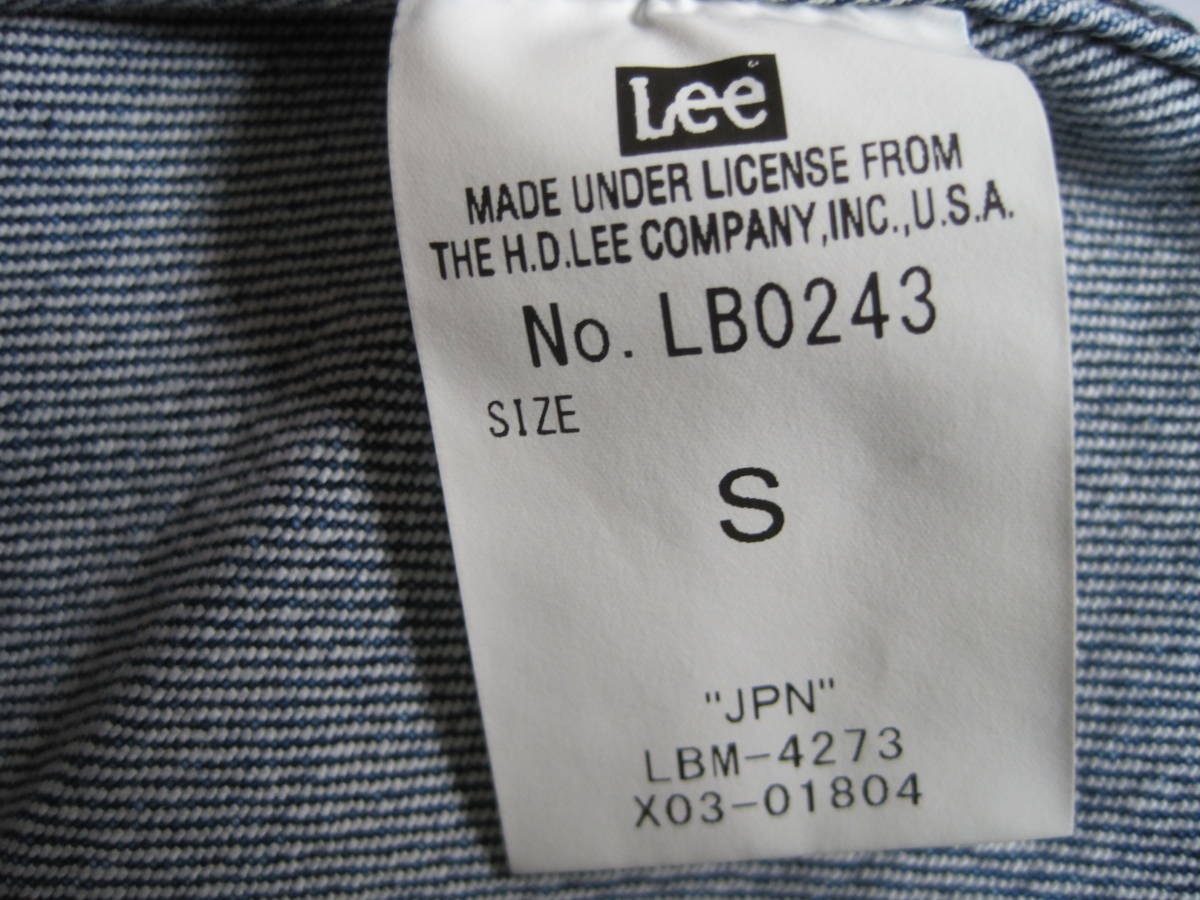 Lee
MADE UNDER LICENSE FROM
THE H.D.LEE COMPANY,INC.,U.S.A.
No. LB0243
SIZE
S
"JPN"
LBM-4273
X03-01804